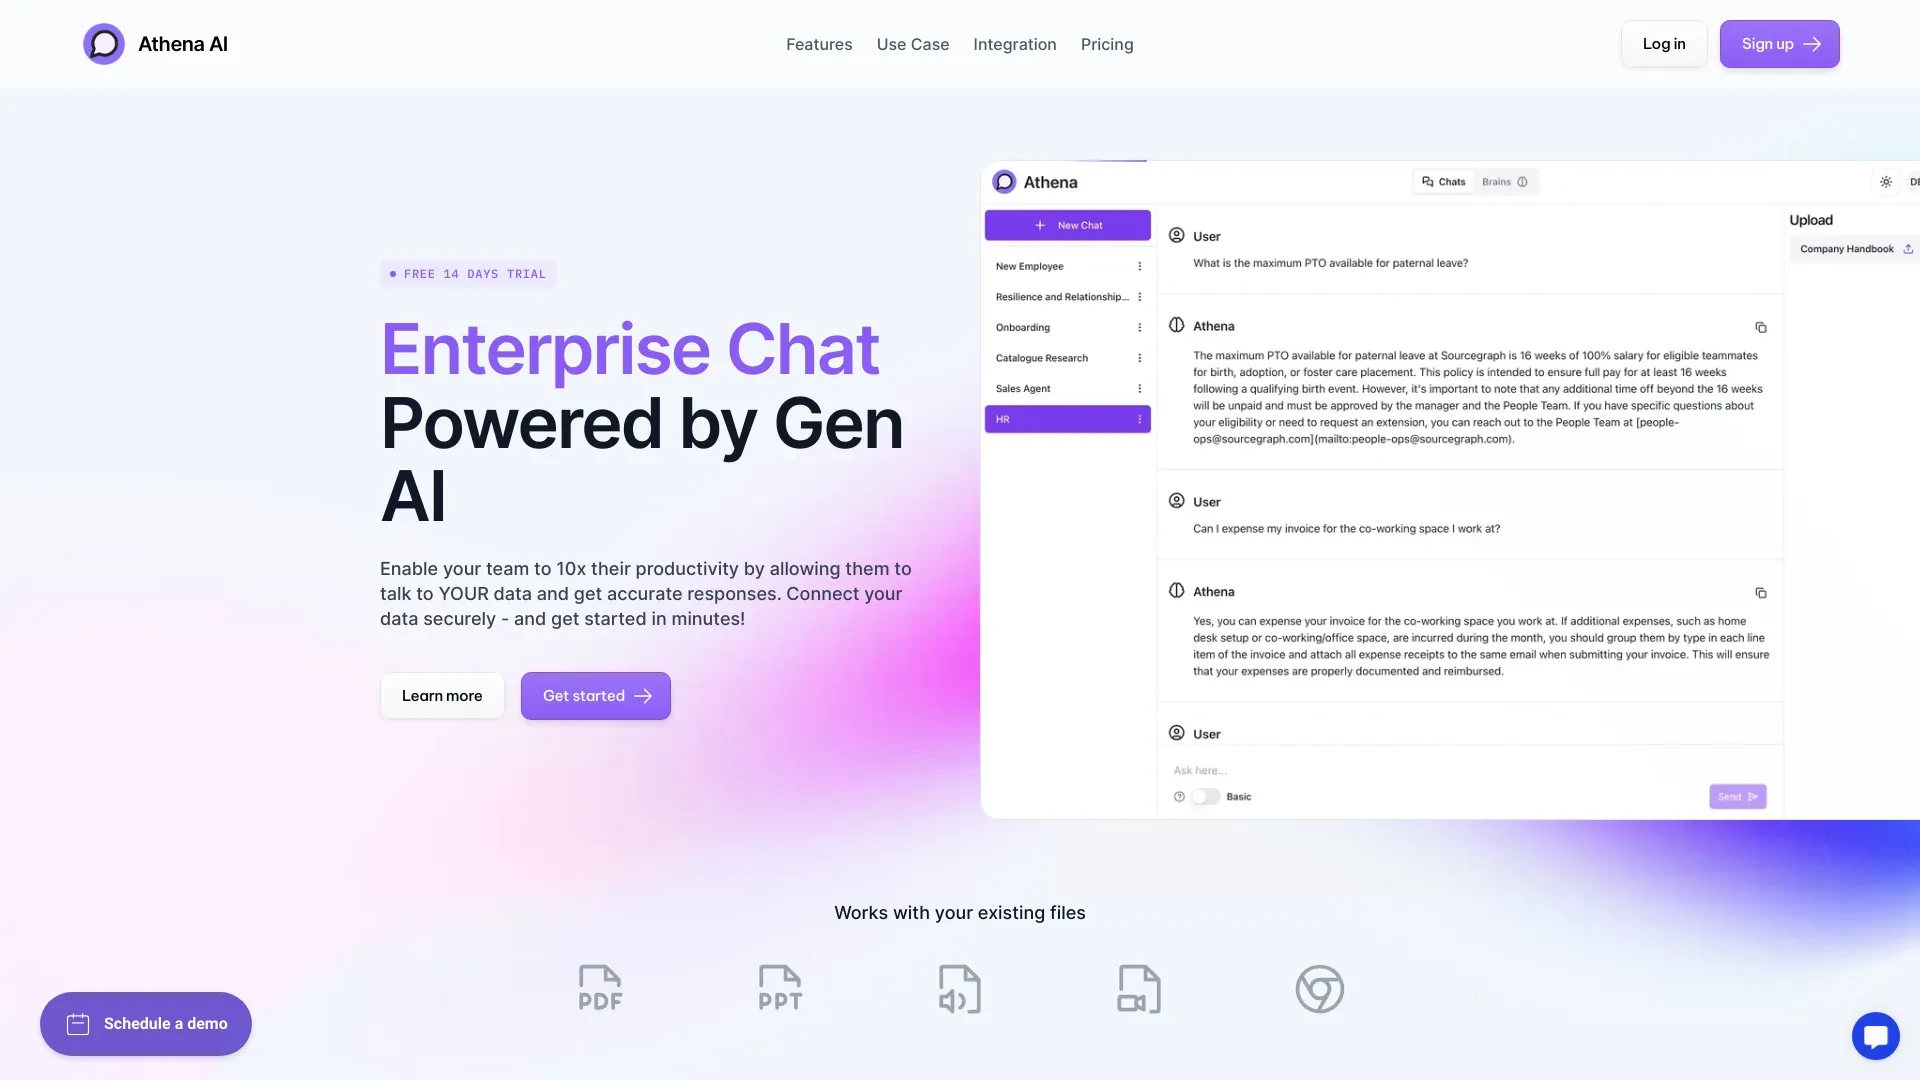 Athena AI
Features
Use Case
Integration
Pricing
Log in
Sign up
FREE 14 DAYS TRIAL
Enterprise Chat
Powered by Gen
AI
Enable your team to 10x their productivity by allowing them to
talk to YOUR data and get accurate responses. Connect your
data securely - and get started in minutes!
Learn more
Get started
Athena
Chats
Brains
DE
New Chat
New Employee
Resilience and Relationship...
Onboarding
Catalogue Research
Sales Agent
HR
User
What is the maximum PTO available for paternal leave?
Athena
The maximum PTO available for paternal leave at Sourcegraph is 16 weeks of 100% salary for eligible teammates
for birth, adoption, or foster care placement. This policy is intended to ensure full pay for at least 16 weeks
following a qualifying birth event. However, it's important to note that any additional time off beyond the 16 weeks
will be unpaid and must be approved by the manager and the People Team. If you have specific questions about
your eligibility or need to request an extension, you can reach out to the People Team at [people-
ops@sourcegraph.com](mailto:people-ops@sourcegraph.com).
User
Can I expense my invoice for the co-working space I work at?
Athena
Yes, you can expense your invoice for the co-working space you work at. If additional expenses, such as home
desk setup or co-working/office space, are incurred during the month, you should group them by type in each line
item of the invoice and attach all expense receipts to the same email when submitting your invoice. This will ensure
that your expenses are properly documented and reimbursed.
User
Ask here...
Basic
Send
Upload
Company Handbook
Works with your existing files
PDF
PPT
Schedule a demo